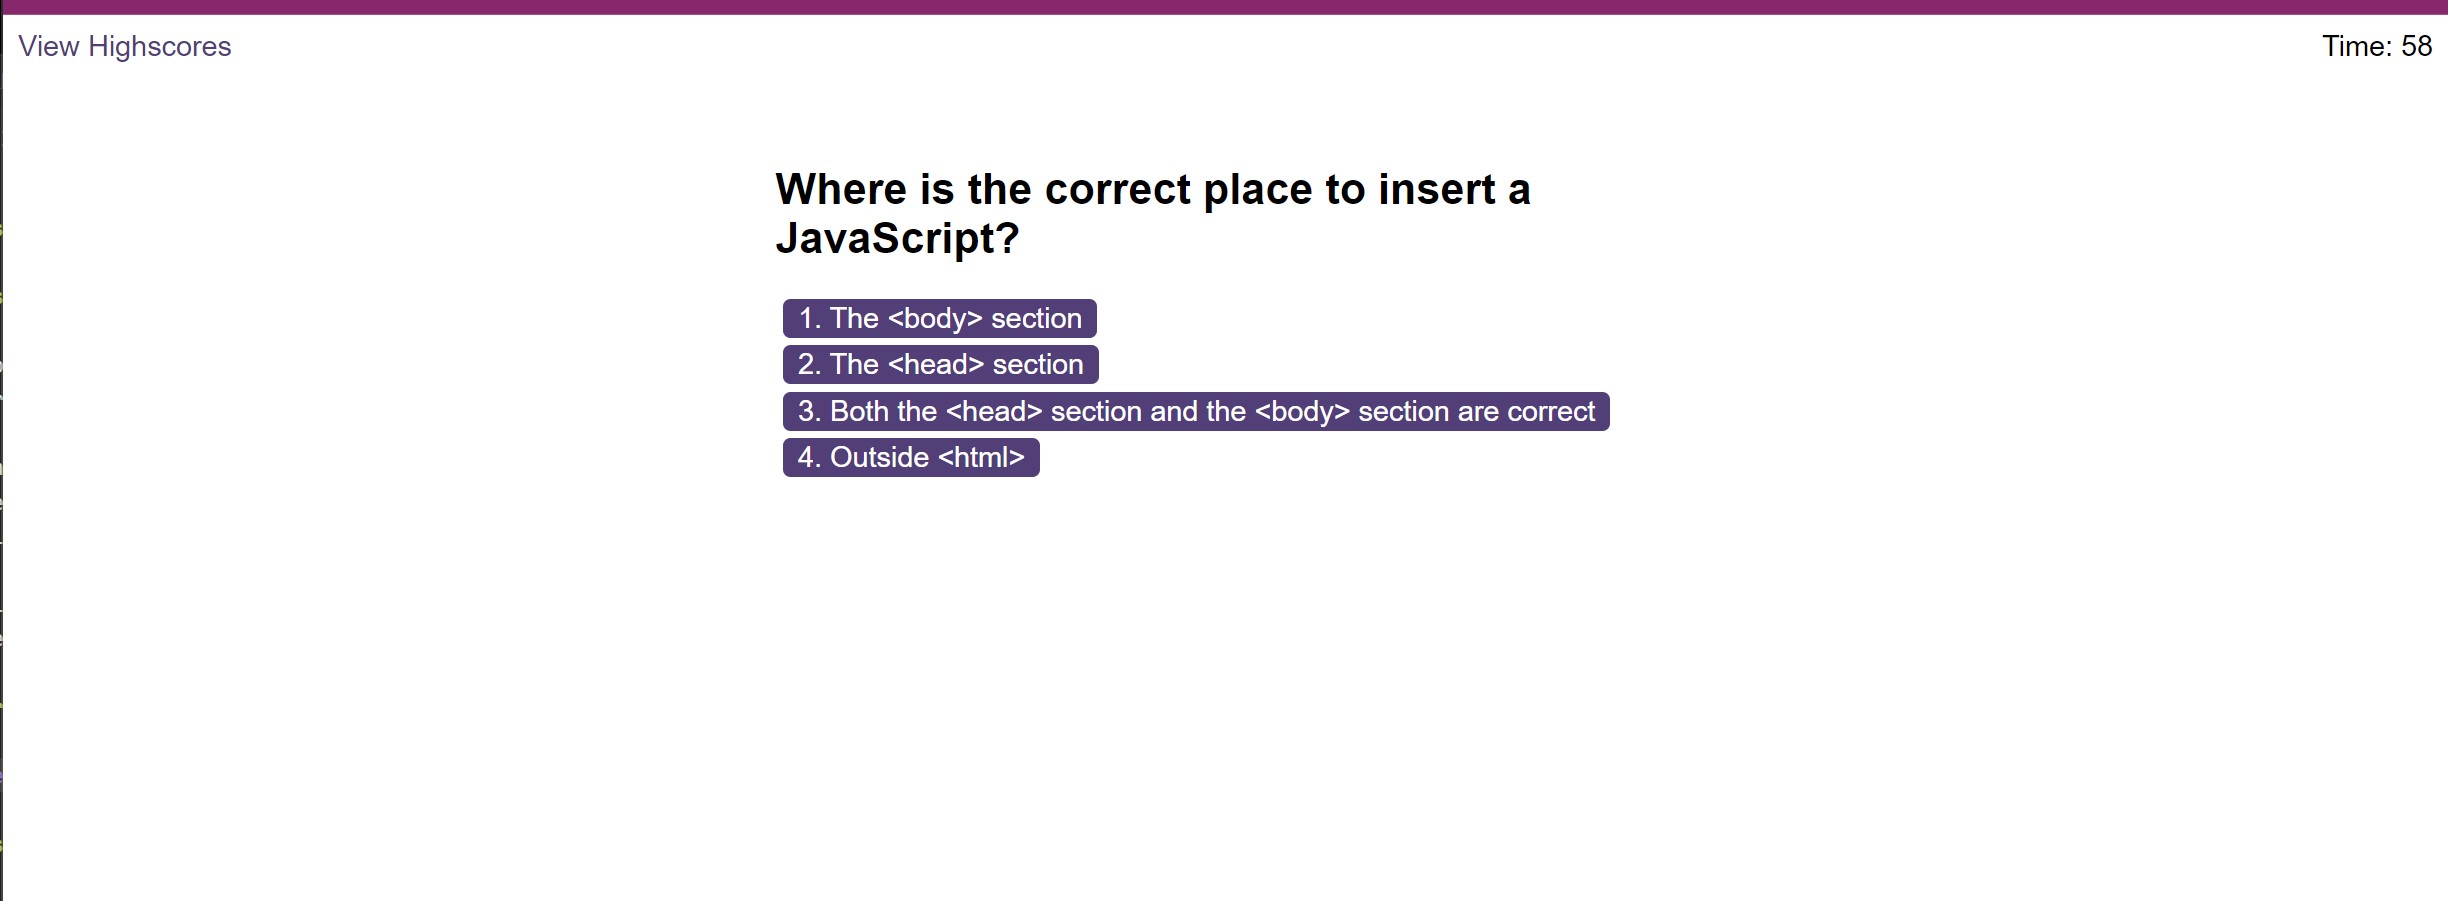 View Highscores
Time: 58
Where is the correct place to insert a
JavaScript?
1. The <body> section
2. The <head> section
3. Both the <head> section and the <body> section are correct
4. Outside <html>